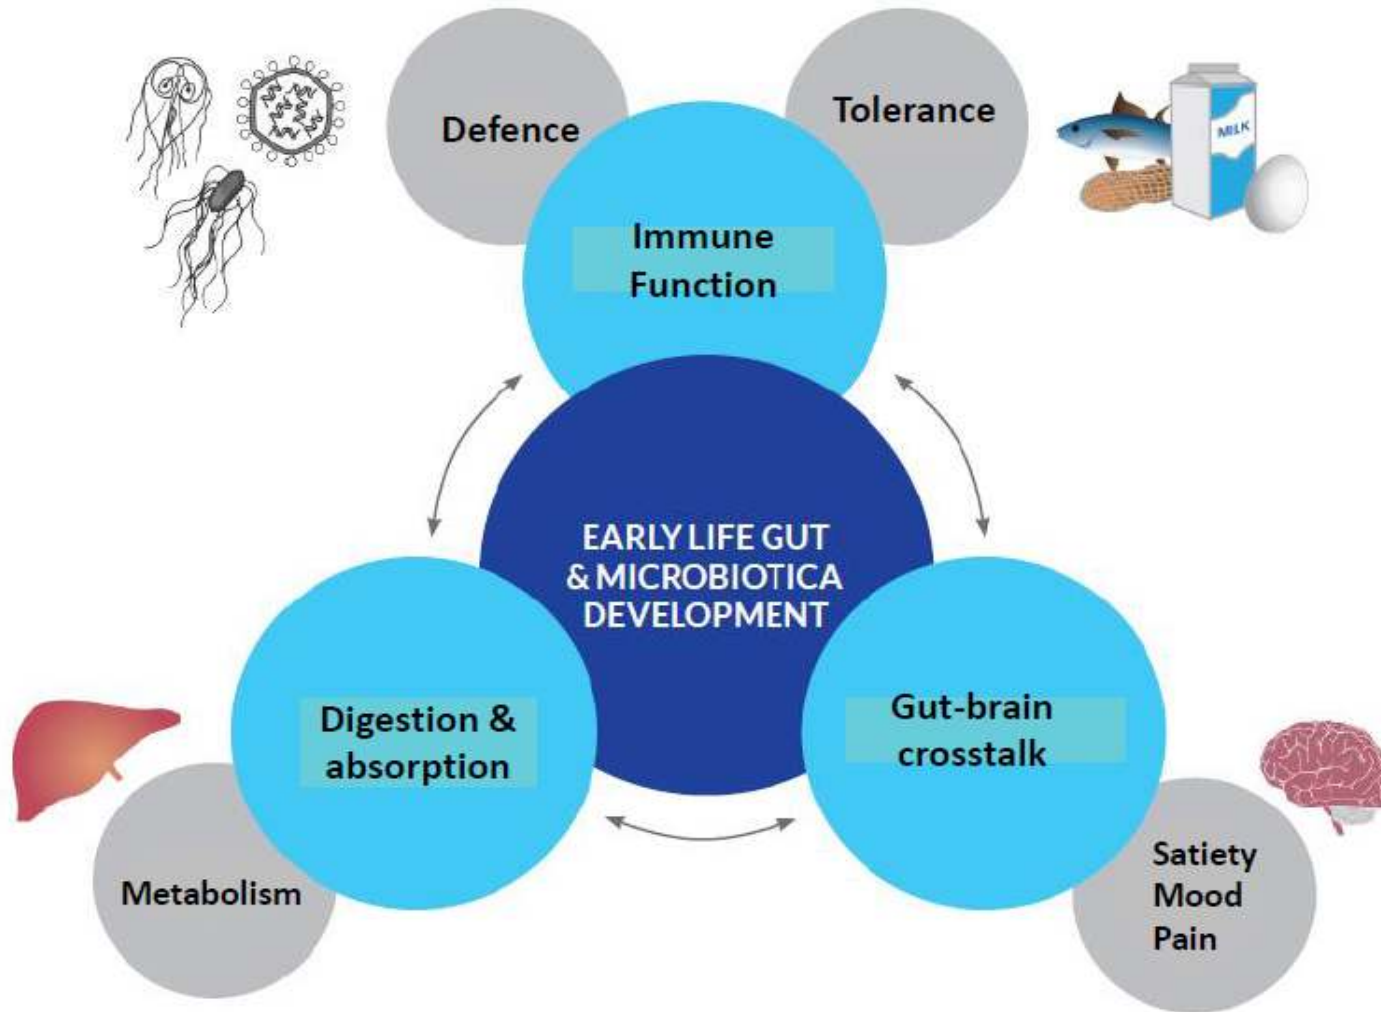 Defence
Tolerance
MILK
Immune
Function
EARLY LIFE GUT
& MICROBIOTICA
DEVELOPMENT
Digestion &
absorption
Gut-brain
crosstalk
Metabolism
Satiety
Mood
Pain